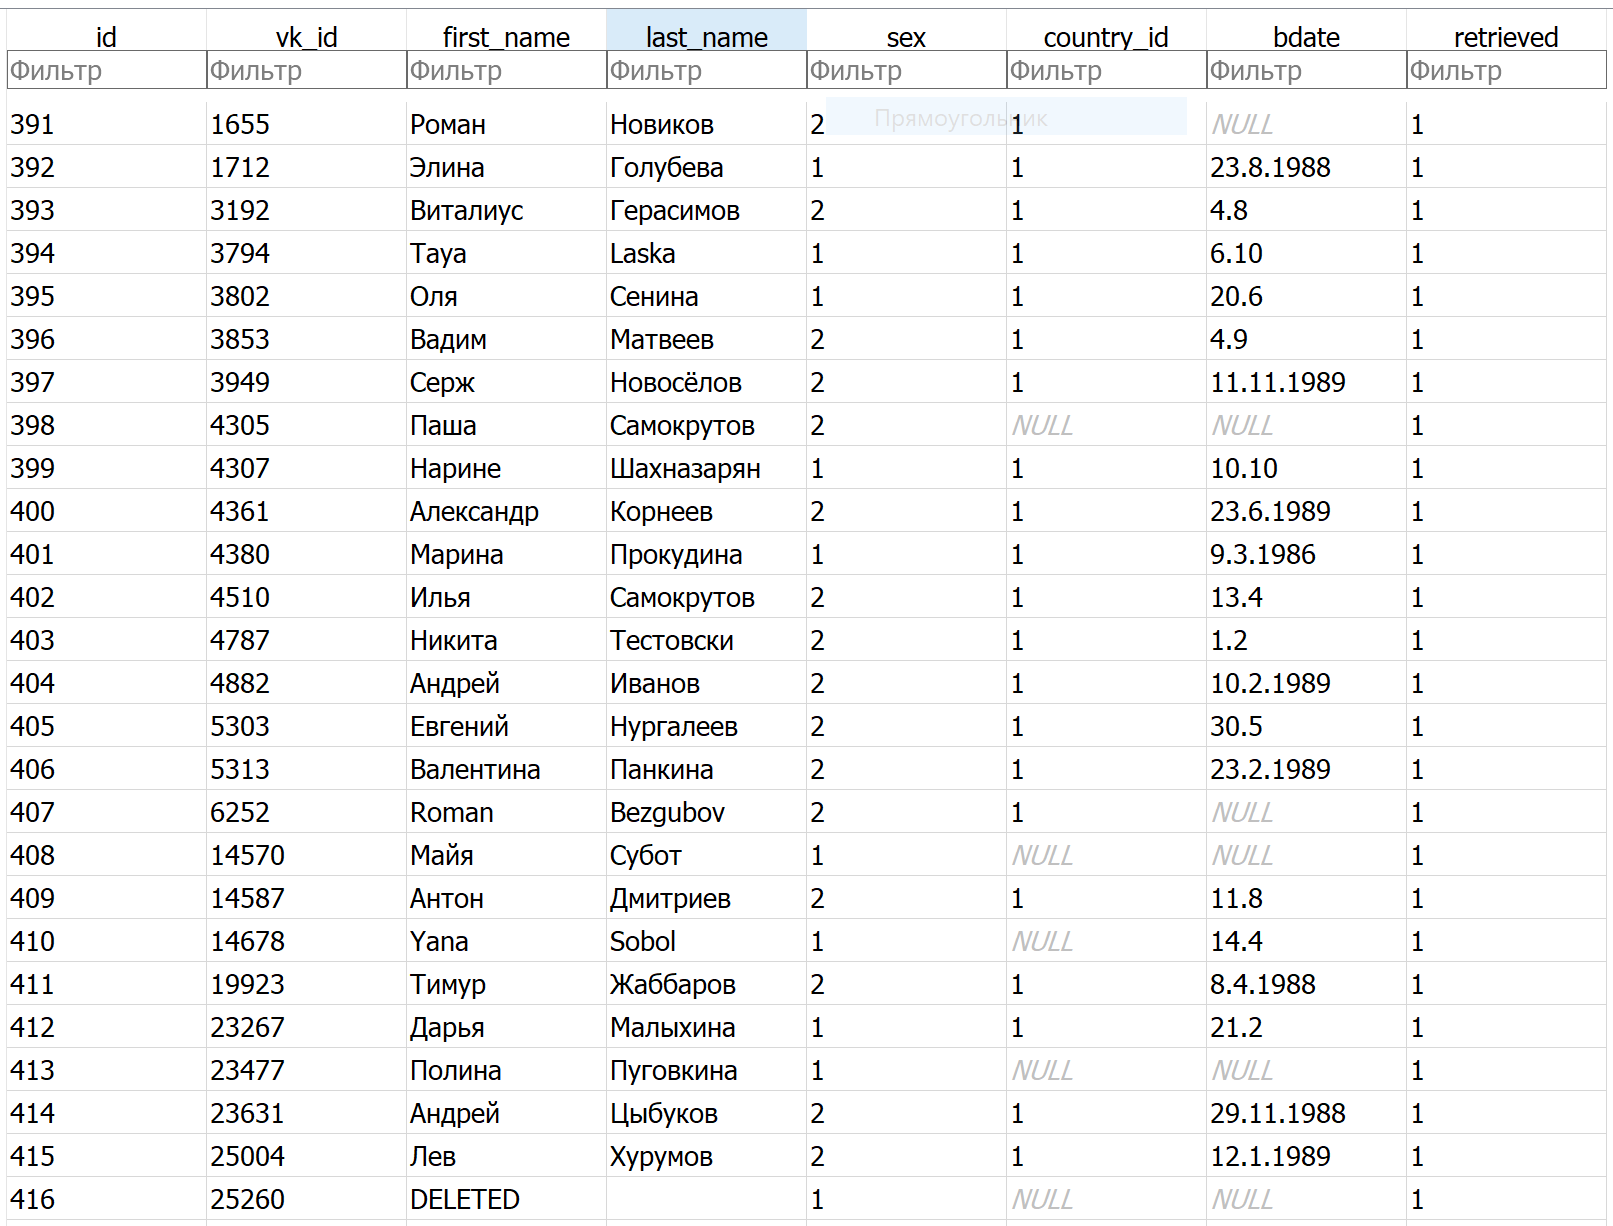 id vk_id first_name last_name sex country_id bdate retrieved
Фильтр Фильтр Фильтр Фильтр Фильтр Фильтр Фильтр Фильтр
Прямоугольник
391 1655 Роман Новиков 2 1 NULL 1
392 1712 Элина Голубева 1 1 23.8.1988 1
393 3192 Виталиус Герасимов 2 1 4.8 1
394 3794 Тауа Laska 1 1 6.10 1
395 3802 Оля Сенина 1 1 20.6 1
396 3853 Вадим Матвеев 2 1 4.9 1
397 3949 Серж Новосёлов 2 1 11.11.1989 1
398 4305 Паша Самокрутов 2 NULL NULL 1
399 4307 Нарине Шахназарян 1 1 10.10 1
400 4361 Александр Корнеев 2 1 23.6.1989 1
401 4380 Марина Прокудина 1 1 9.3.1986 1
402 4510 Илья Самокрутов 2 1 13.4 1
403 4787 Никита Тестовски 2 1 1.2 1
404 4882 Андрей Иванов 2 1 10.2.1989 1
405 5303 Евгений Нургалеев 2 1 30.5 1
406 5313 Валентина Панкина 2 1 23.2.1989 1
407 6252 Roman Bezgubov 2 1 NULL 1
408 14570 Майя Субот 1 NULL NULL 1
409 14587 Антон Дмитриев 2 1 11.8 1
410 14678 Yana Sobol 1 NULL 14.4 1
411 19923 Тимур Жаббаров 2 1 8.4.1988 1
412 23267 Дарья Малыхина 1 1 21.2 1
413 23477 Полина Пуговкина 1 NULL NULL 1
414 23631 Андрей Цыбуков 2 1 29.11.1988 1
415 25004 Лев Хурумов 2 1 12.1.1989 1
416 25260 DELETED 1 NULL NULL 1